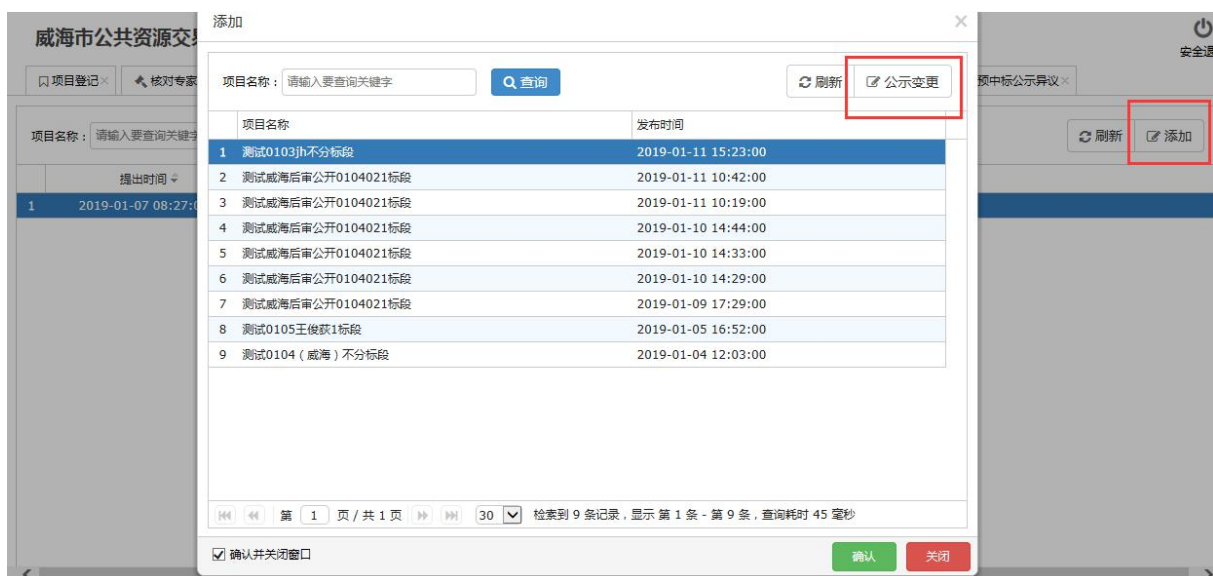 添加
威海市公共资源交易
安全退
项目登记
核对专家
预中标公示异议
项目名称： 请输入要查询关键字 查询 刷新 公示变更
项目名称： 请输入要查询关键字
刷新 添加
提出时间
1 2019-01-07 08:27:0
项目名称 发布时间
1 测试0103jh不分标段 2019-01-11 15:23:00
2 测试威海后审公开0104021标段 2019-01-11 10:42:00
3 测试威海后审公开0104021标段 2019-01-11 10:19:00
4 测试威海后审公开0104021标段 2019-01-10 14:44:00
5 测试威海后审公开0104021标段 2019-01-10 14:33:00
6 测试威海后审公开0104021标段 2019-01-10 14:29:00
7 测试威海后审公开0104021标段 2019-01-09 17:29:00
8 测试0105王俊荻1标段 2019-01-05 16:52:00
9 测试0104（威海）不分标段 2019-01-04 12:03:00
第 1 页/共1页 30 检索到 9 条记录，显示 第 1 条 - 第 9 条，查询耗时 45 毫秒
确认并关闭窗口 确认 关闭